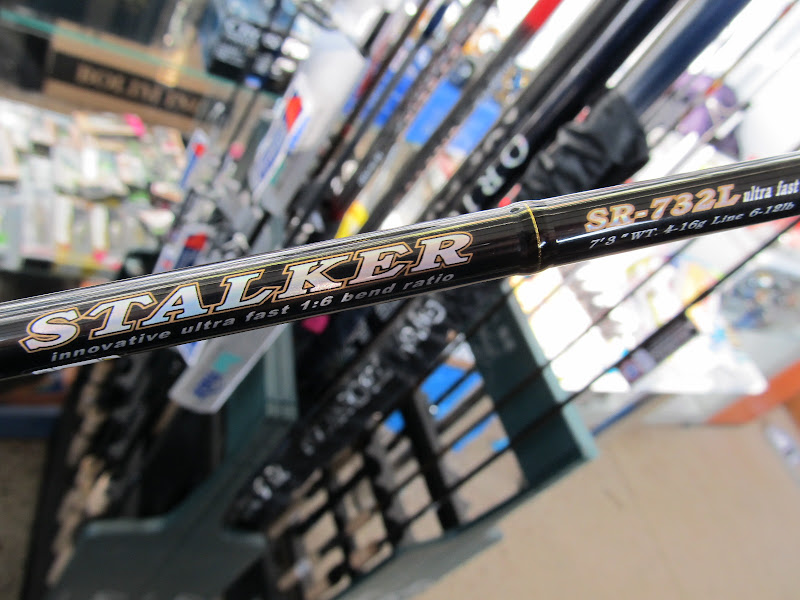 STALKER
innovative ultra fast 1:6 bend ratio
SR-732L ultra fast
7'3" WT. 4-16g Line 6-12lb